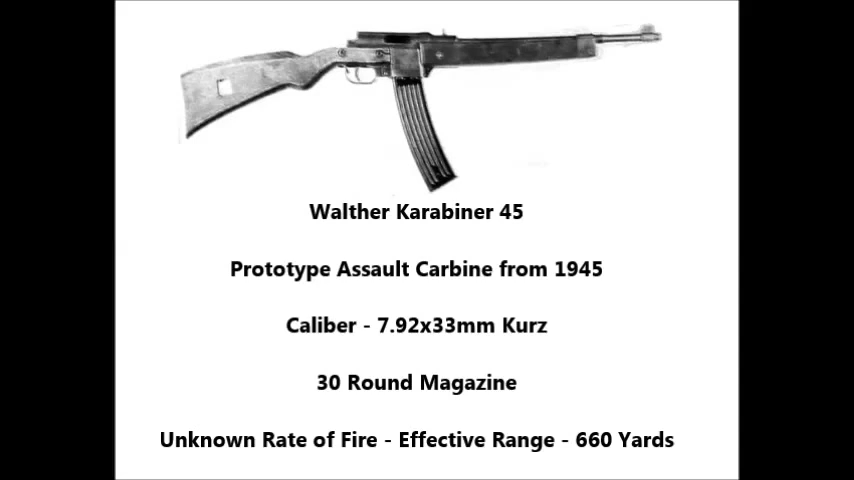 Walther Karabiner 45
Prototype Assault Carbine from 1945
Caliber - 7.92x33mm Kurz
30 Round Magazine
Unknown Rate of Fire - Effective Range - 660 Yards